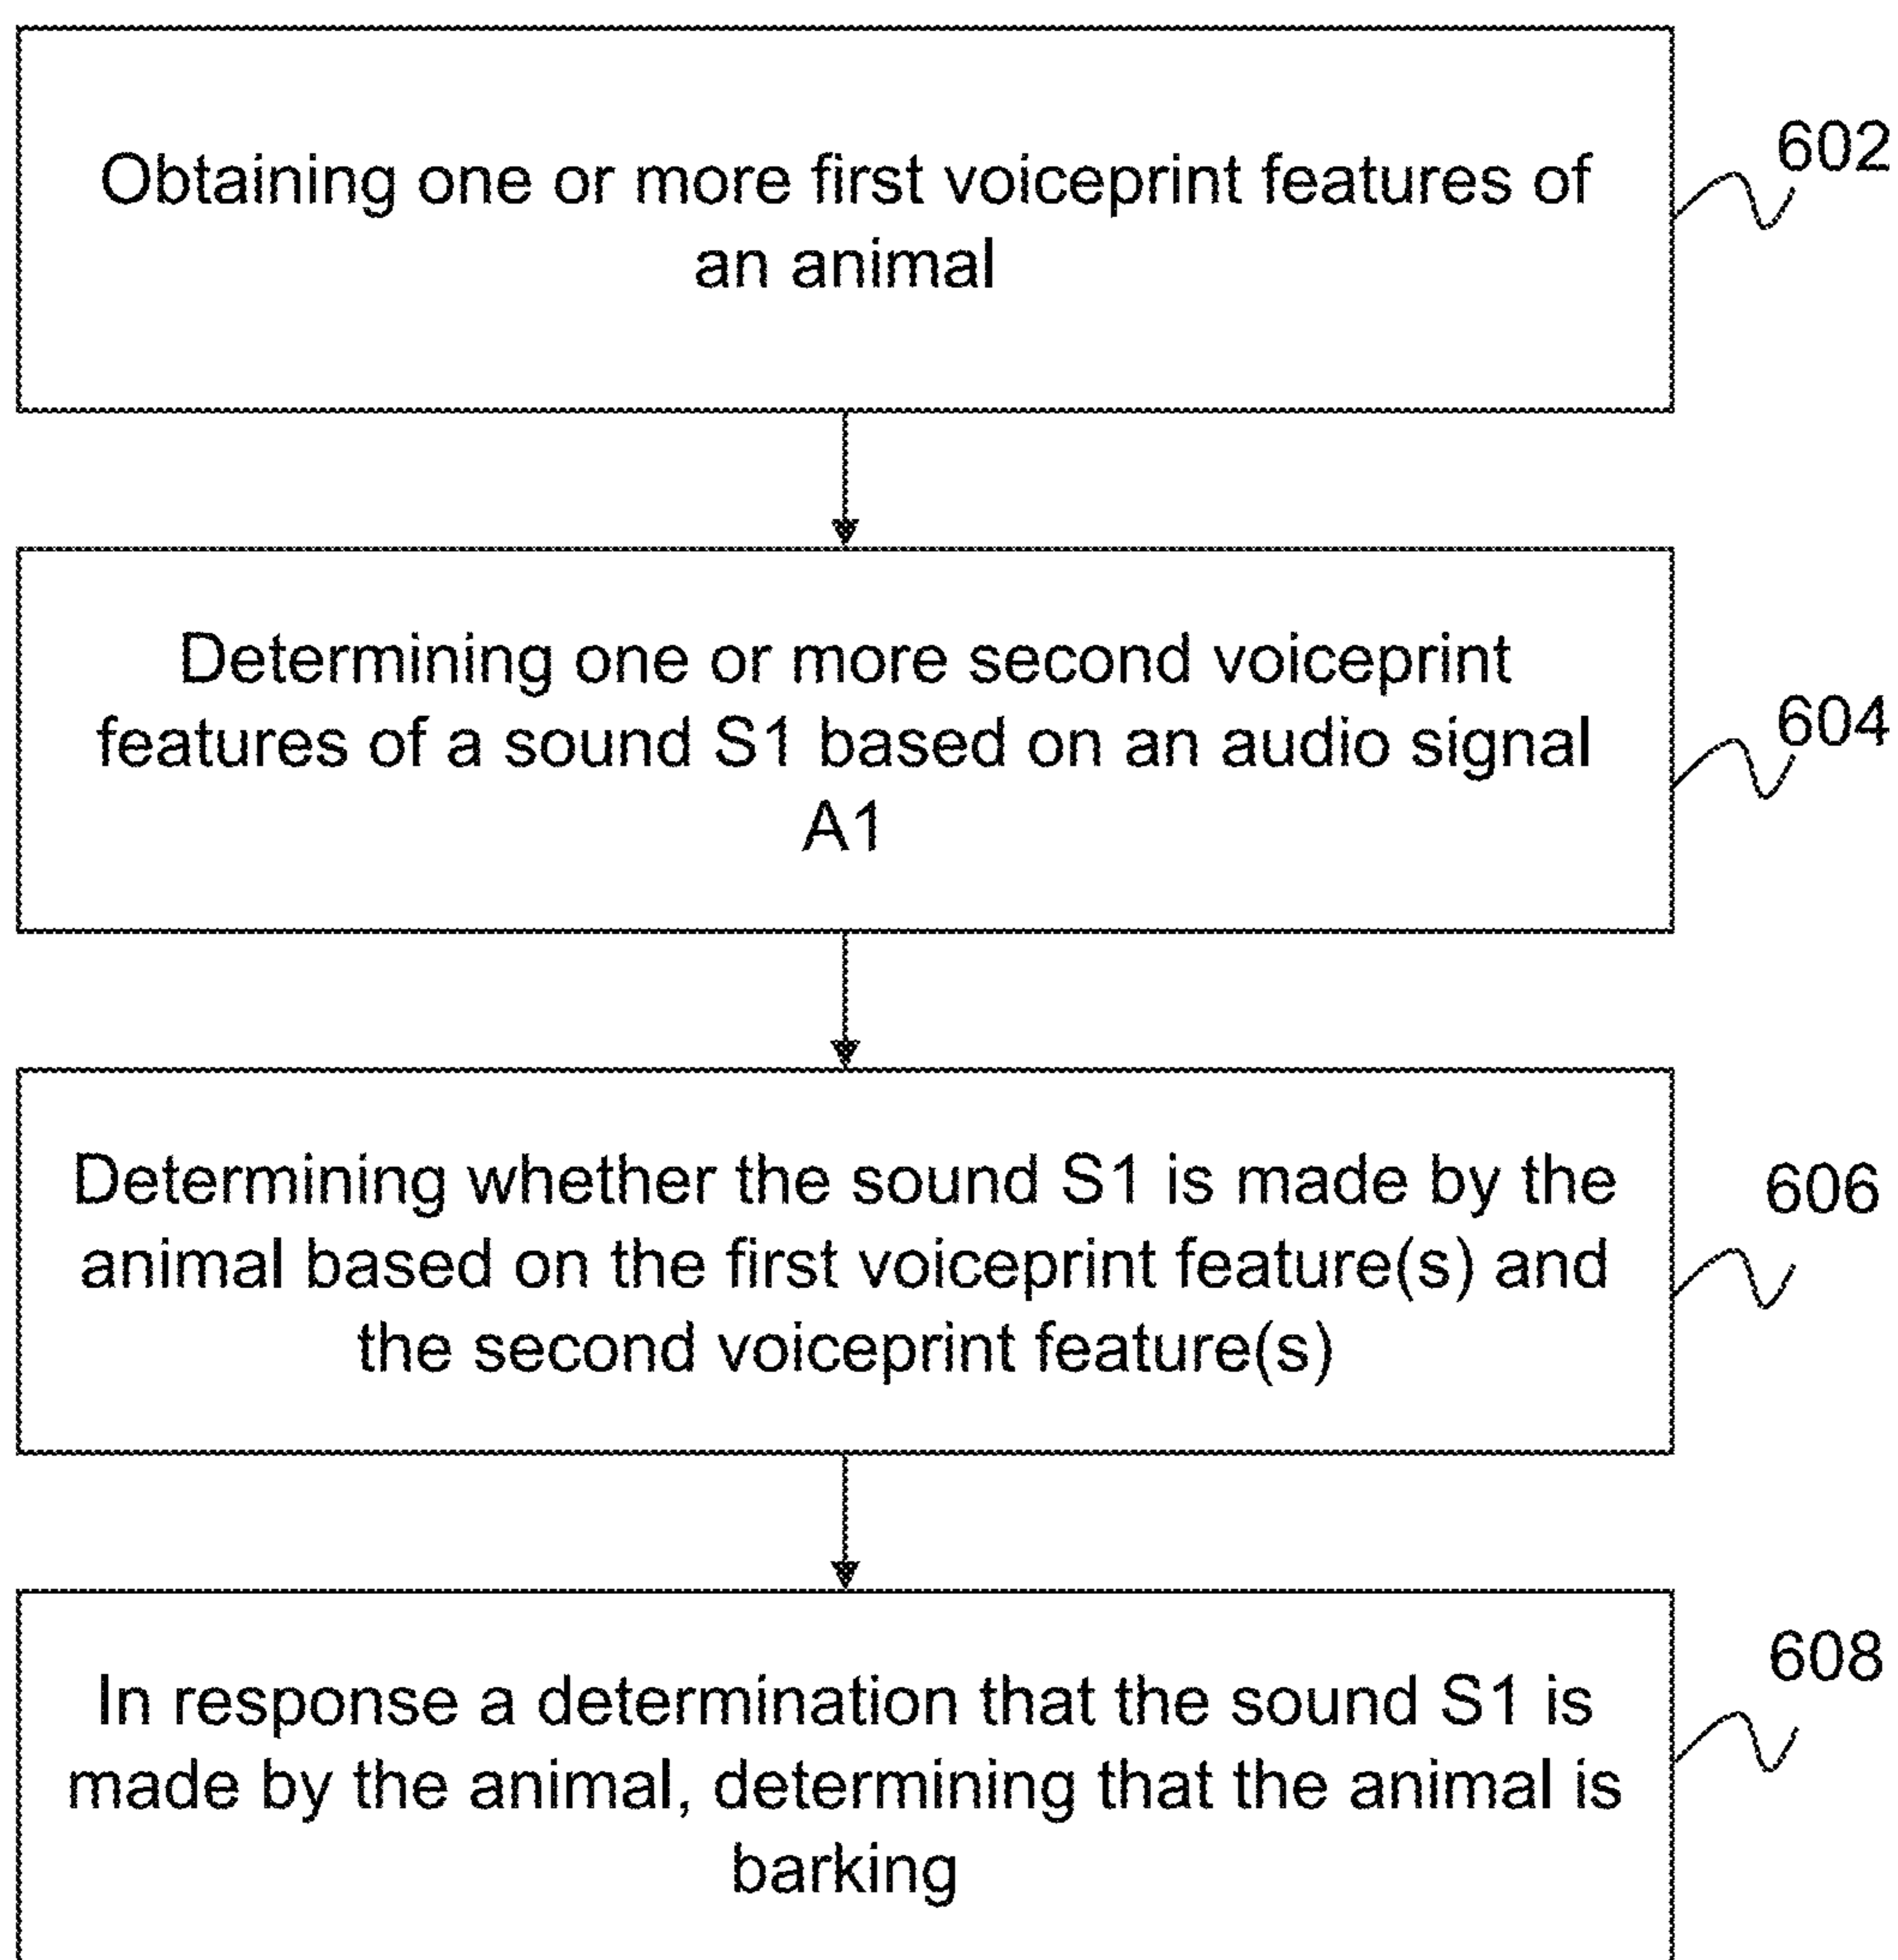 Obtaining one or more first voiceprint features of
an animal
602
Determining one or more second voiceprint
features of a sound S1 based on an audio signal
A1
604
Determining whether the sound S1 is made by the
animal based on the first voiceprint feature(s) and
the second voiceprint feature(s)
606
In response a determination that the sound S1 is
made by the animal, determining that the animal is
barking
608